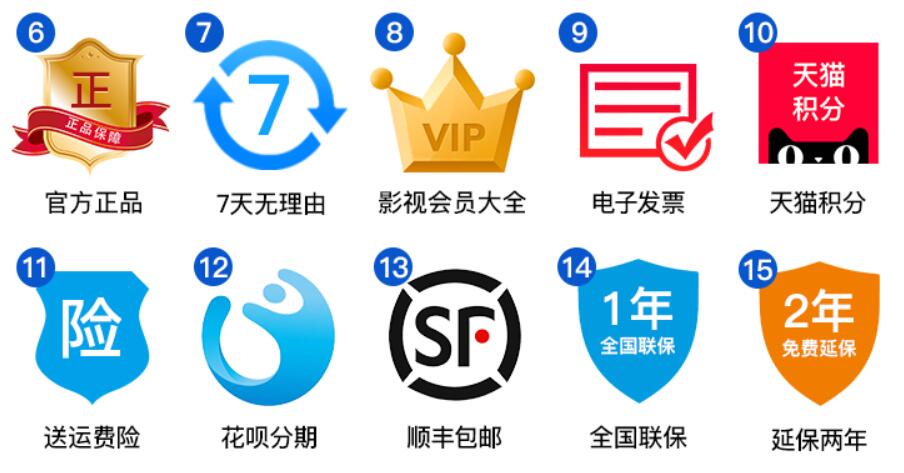 6
正
正品保障
官方正品
7
7
7天无理由
8
VIP
影视会员大全
9
电子发票
10
天猫
积分
天猫积分
11
险
送运费险
12
花呗分期
13
SF
顺丰包邮
14
1年
全国联保
全国联保
15
2年
免费延保
延保两年